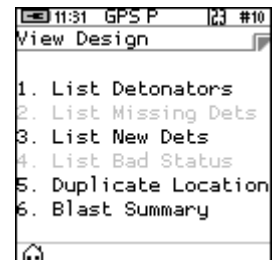 11:31 GPS P 23 #10
View Design
1. List Detonators
2. List Missing Dets
3. List New Dets
4. List Bad Status
5. Duplicate Location
6. Blast Summary